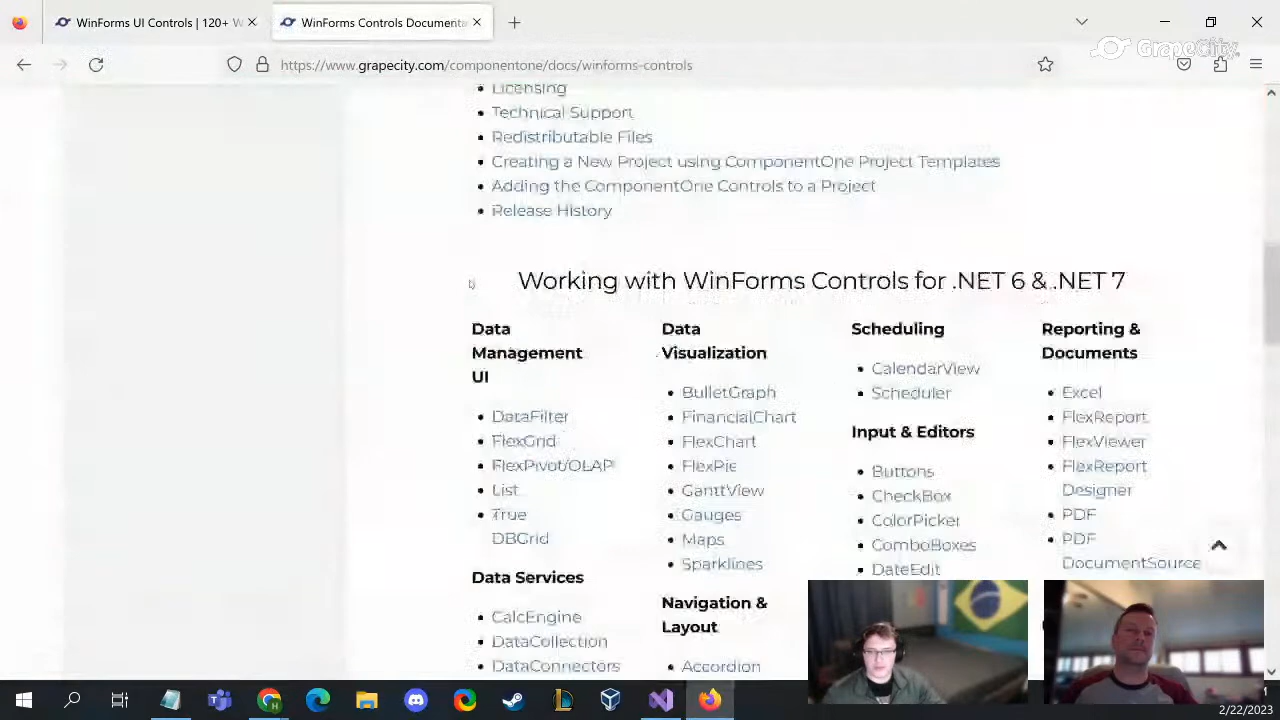 WinForms UI Controls | 120+ W
WinForms Controls Documenta
GrapeCity
https://www.grapecity.com/componentone/docs/winforms-controls
Licensing
Technical Support
Redistributable Files
Creating a New Project using ComponentOne Project Templates
Adding the ComponentOne Controls to a Project
Release History
Working with WinForms Controls for .NET 6 & .NET 7
Data
Management
UI
DataFilter
FlexGrid
FlexPivot/OLAP
List
True
DBGrid
Data Services
CalcEngine
DataCollection
DataConnectors
Data
Visualization
BulletGraph
FinancialChart
FlexChart
FlexPie
GanttView
Gauges
Maps
Sparklines
Navigation &
Layout
Accordion
Scheduling
CalendarView
Scheduler
Input & Editors
Buttons
CheckBox
ColorPicker
ComboBoxes
DateEdit
Reporting &
Documents
Excel
FlexReport
FlexViewer
FlexReport
Designer
PDF
PDF
DocumentSource
2/22/2023